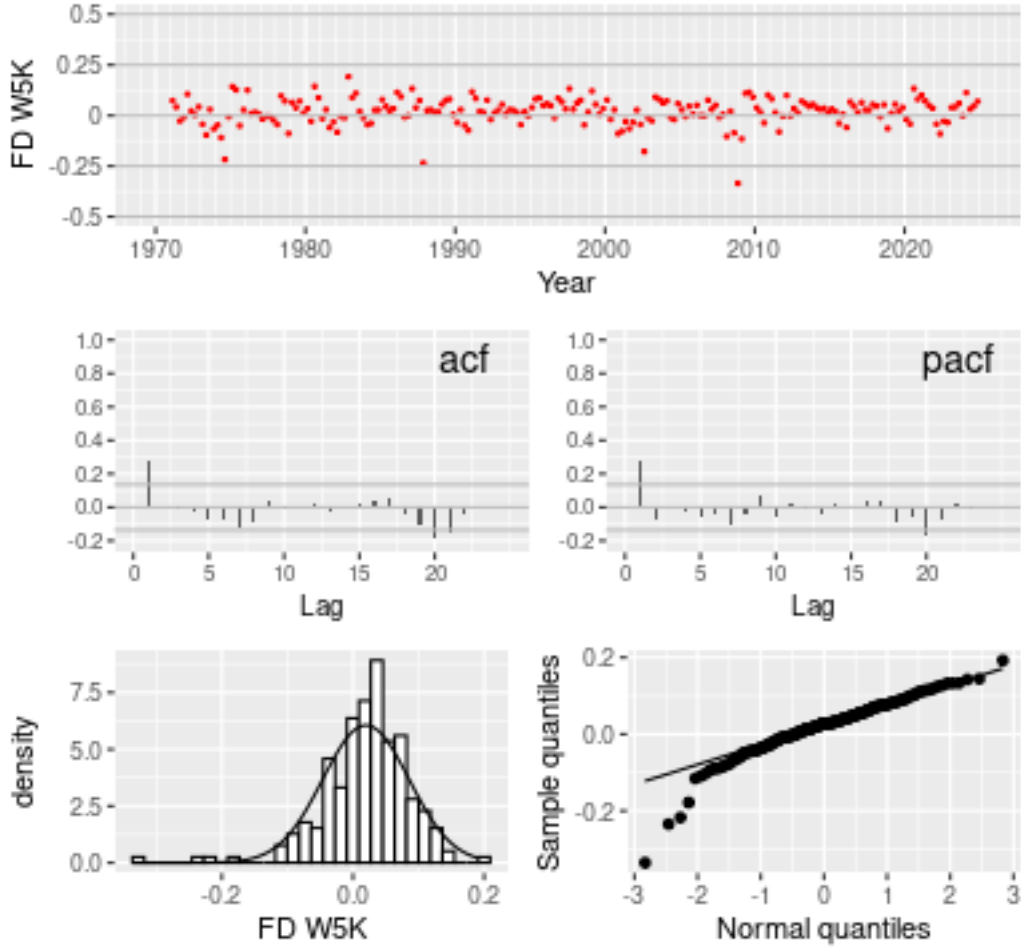 0.5
0.25
0
-0.25
-0.5
FD W5K
1970 1980 1990 2000 2010 2020
Year
1.0
0.8
0.6
0.4
0.2
0.0
-0.2
acf
0 5 10 15 20
Lag
1.0
0.8
0.6
0.4
0.2
0.0
-0.2
pacf
0 5 10 15 20
Lag
7.5
5.0
2.5
0.0
density
-0.2 0.0 0.2
FD W5K
0.2
0.0
-0.2
Sample quantiles
-3 -2 -1 0 1 2 3
Normal quantiles